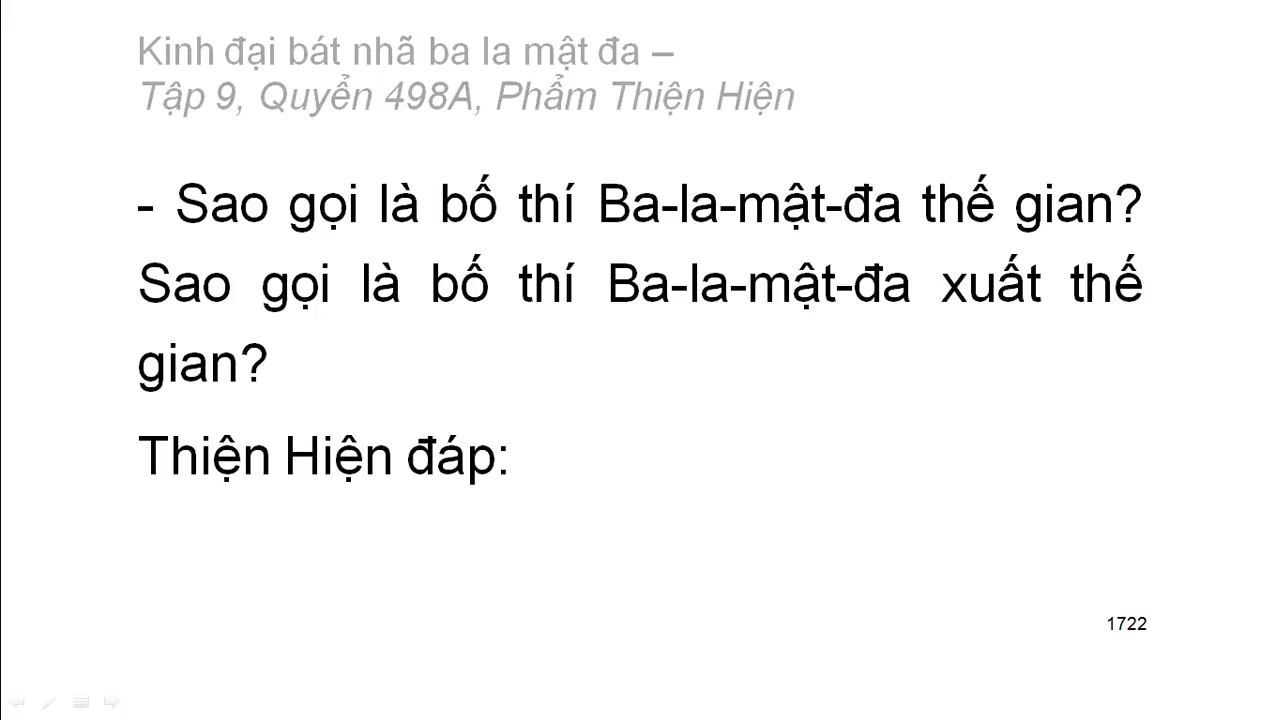 Kinh đại bát nhã ba la mật đa –
Tập 9, Quyển 498A, Phẩm Thiện Hiện
- Sao gọi là bố thí Ba-la-mật-đa thế gian?
Sao gọi là bố thí Ba-la-mật-đa xuất thế
gian?
Thiện Hiện đáp:
1722